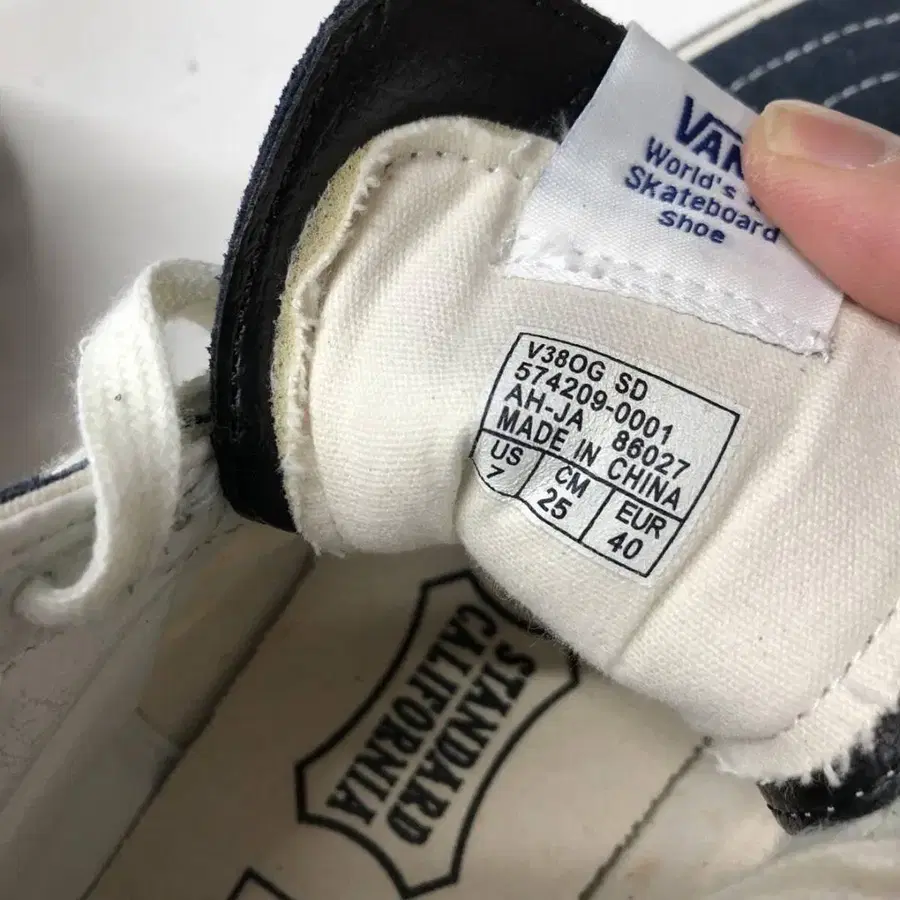 VAN
World's
Skateboard
Shoe
V38OG SD
574209-0001
AH-JA 86027
MADE IN CHINA
US CM EUR
7 25 40
STANDARD
CALIFORNIA